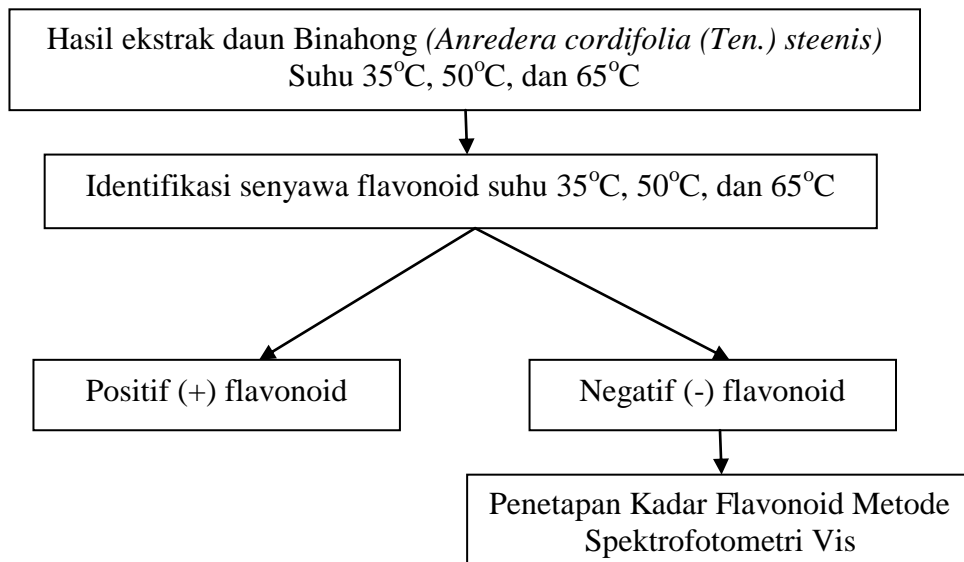 Hasil ekstrak daun Binahong (Anredera cordifolia (Ten.) steenis)
Suhu 35°C, 50°C, dan 65°C
Identifikasi senyawa flavonoid suhu 35°C, 50°C, dan 65°C
Positif (+) flavonoid
Negatif (-) flavonoid
Penetapan Kadar Flavonoid Metode
Spektrofotometri Vis